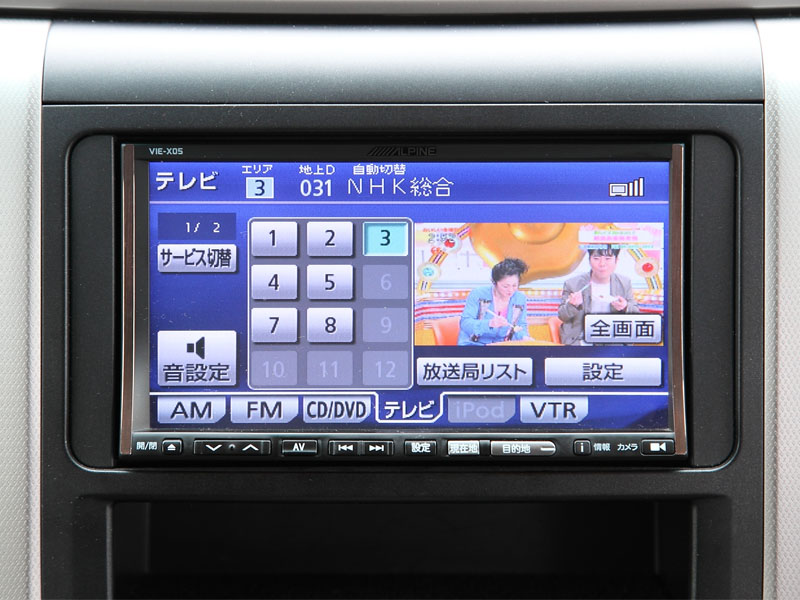 VIE-X05 ALPINE
エリア 地上D 自動切替
テレビ 3 031 NHK総合
1/ 2
サービス切替
1 2 3
4 5 6
7 8 9
10 11 12
音設定
全画面
放送局リスト 設定
AM FM CD/DVD テレビ iPod VTR
開/閉 AV 設定 現在地 目的地 i 情報 カメラ